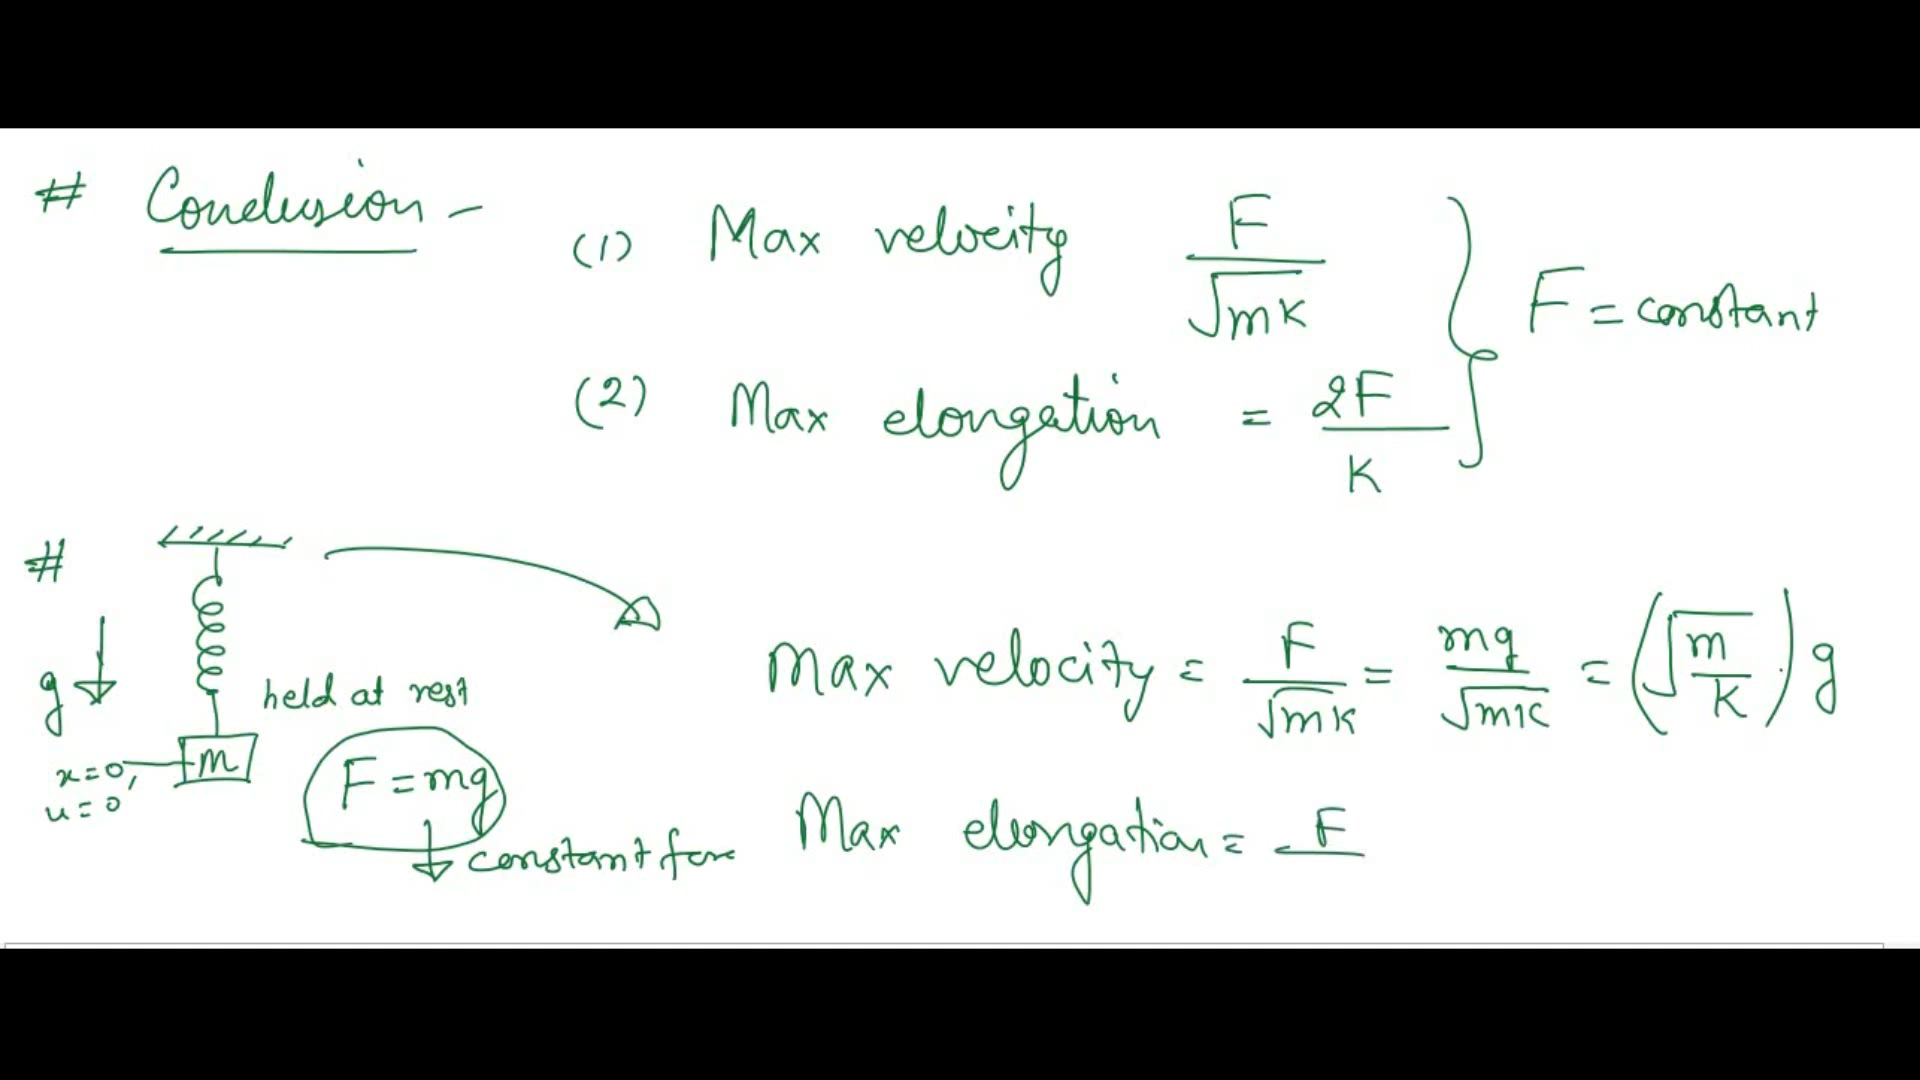 # Conclusion -
(1) Max velocity F/√mK
(2) Max elongation = 2F/K
} F = constant
#
g
held at rest
m
x=0,
u=0
F = mg
constant force
Max velocity = F/√mK = mg/√mK = (√m/K) g
Max elongation = F